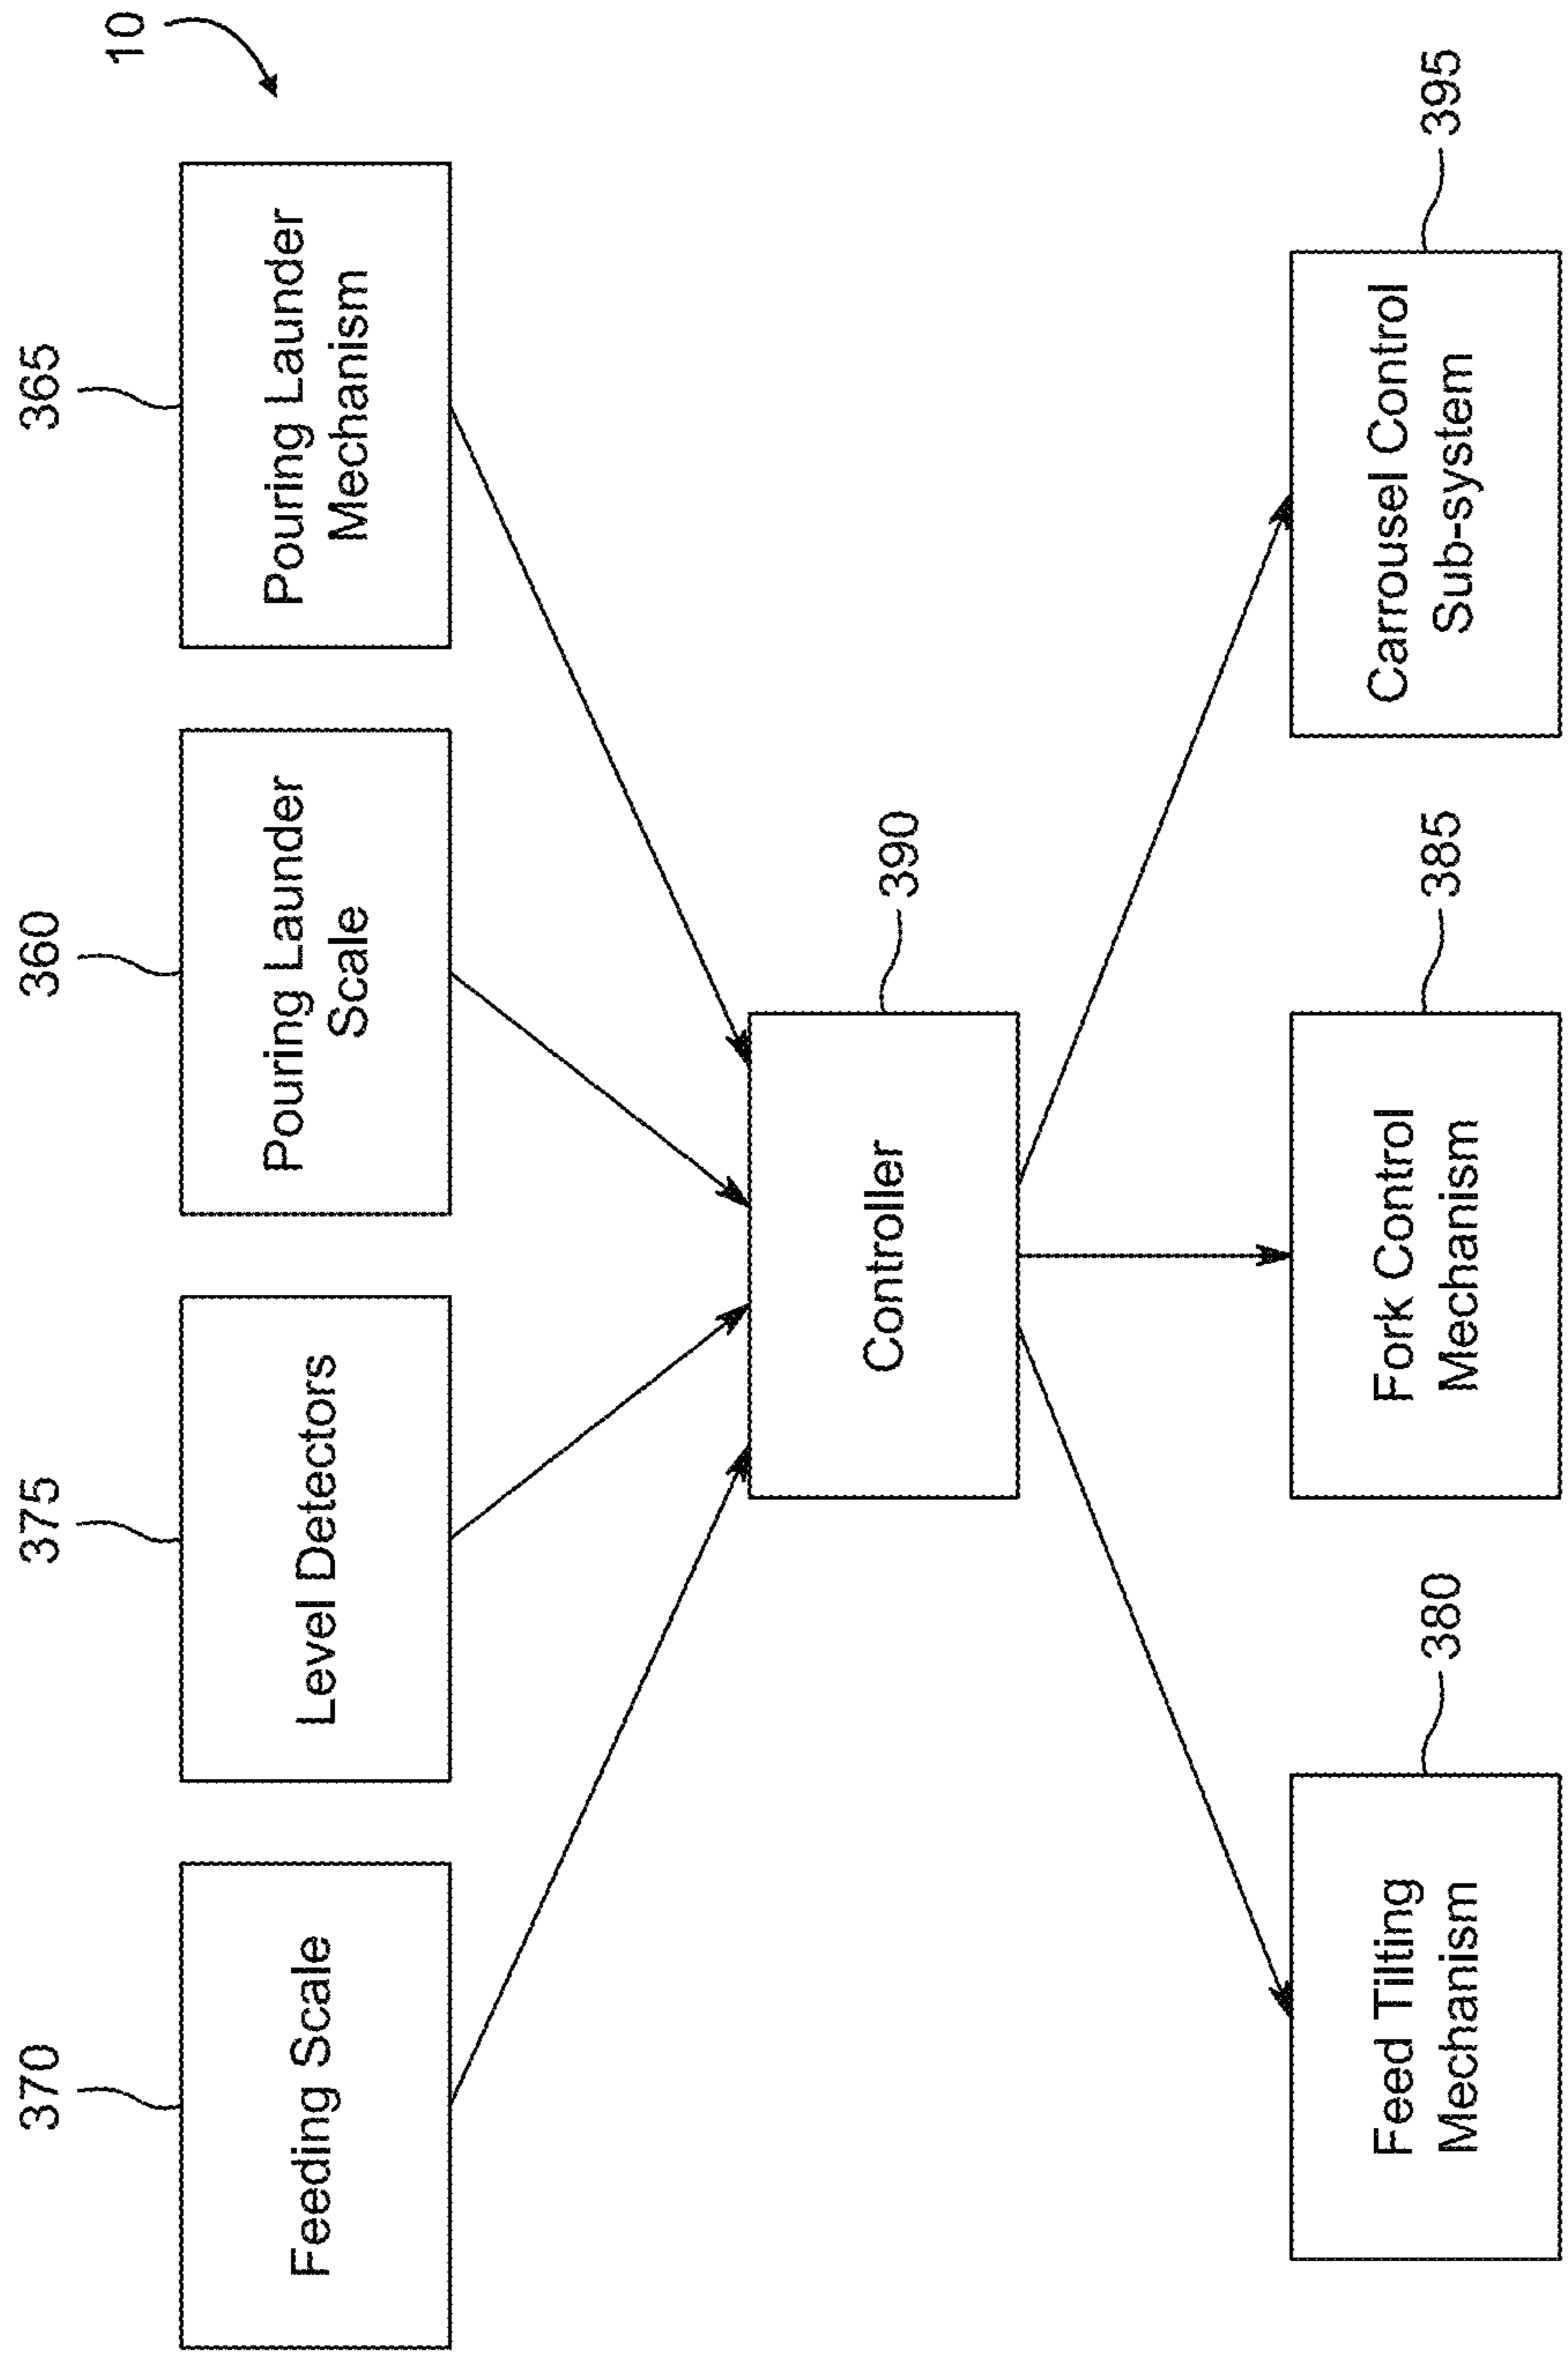 10
370
375
360
365
Feeding Scale
Level Detectors
Pouring Launder
Scale
Pouring Launder
Mechanism
390
Controller
380
385
395
Feed Tilting
Mechanism
Fork Control
Mechanism
Carrousel Control
Sub-system